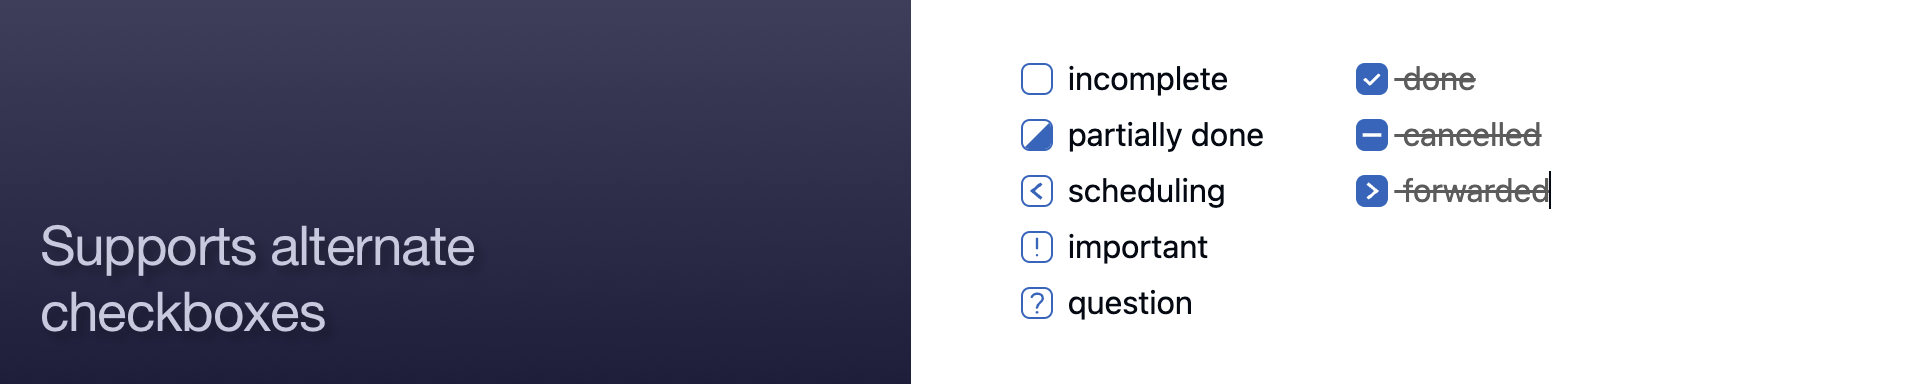 Supports alternate
checkboxes
incomplete
partially done
scheduling
! important
? question
done
cancelled
forwarded